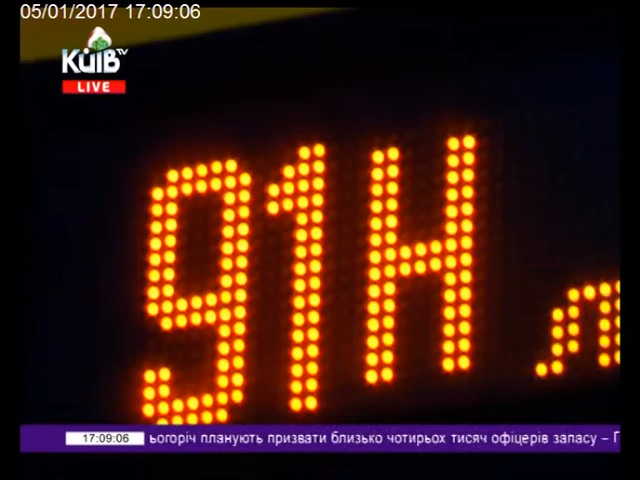 05/01/2017 17:09:06
КиЇВ TV
LIVE
91Н л
17:09:06 ьогоріч планують призвати близько чотирьох тисяч офіцерів запасу – Г